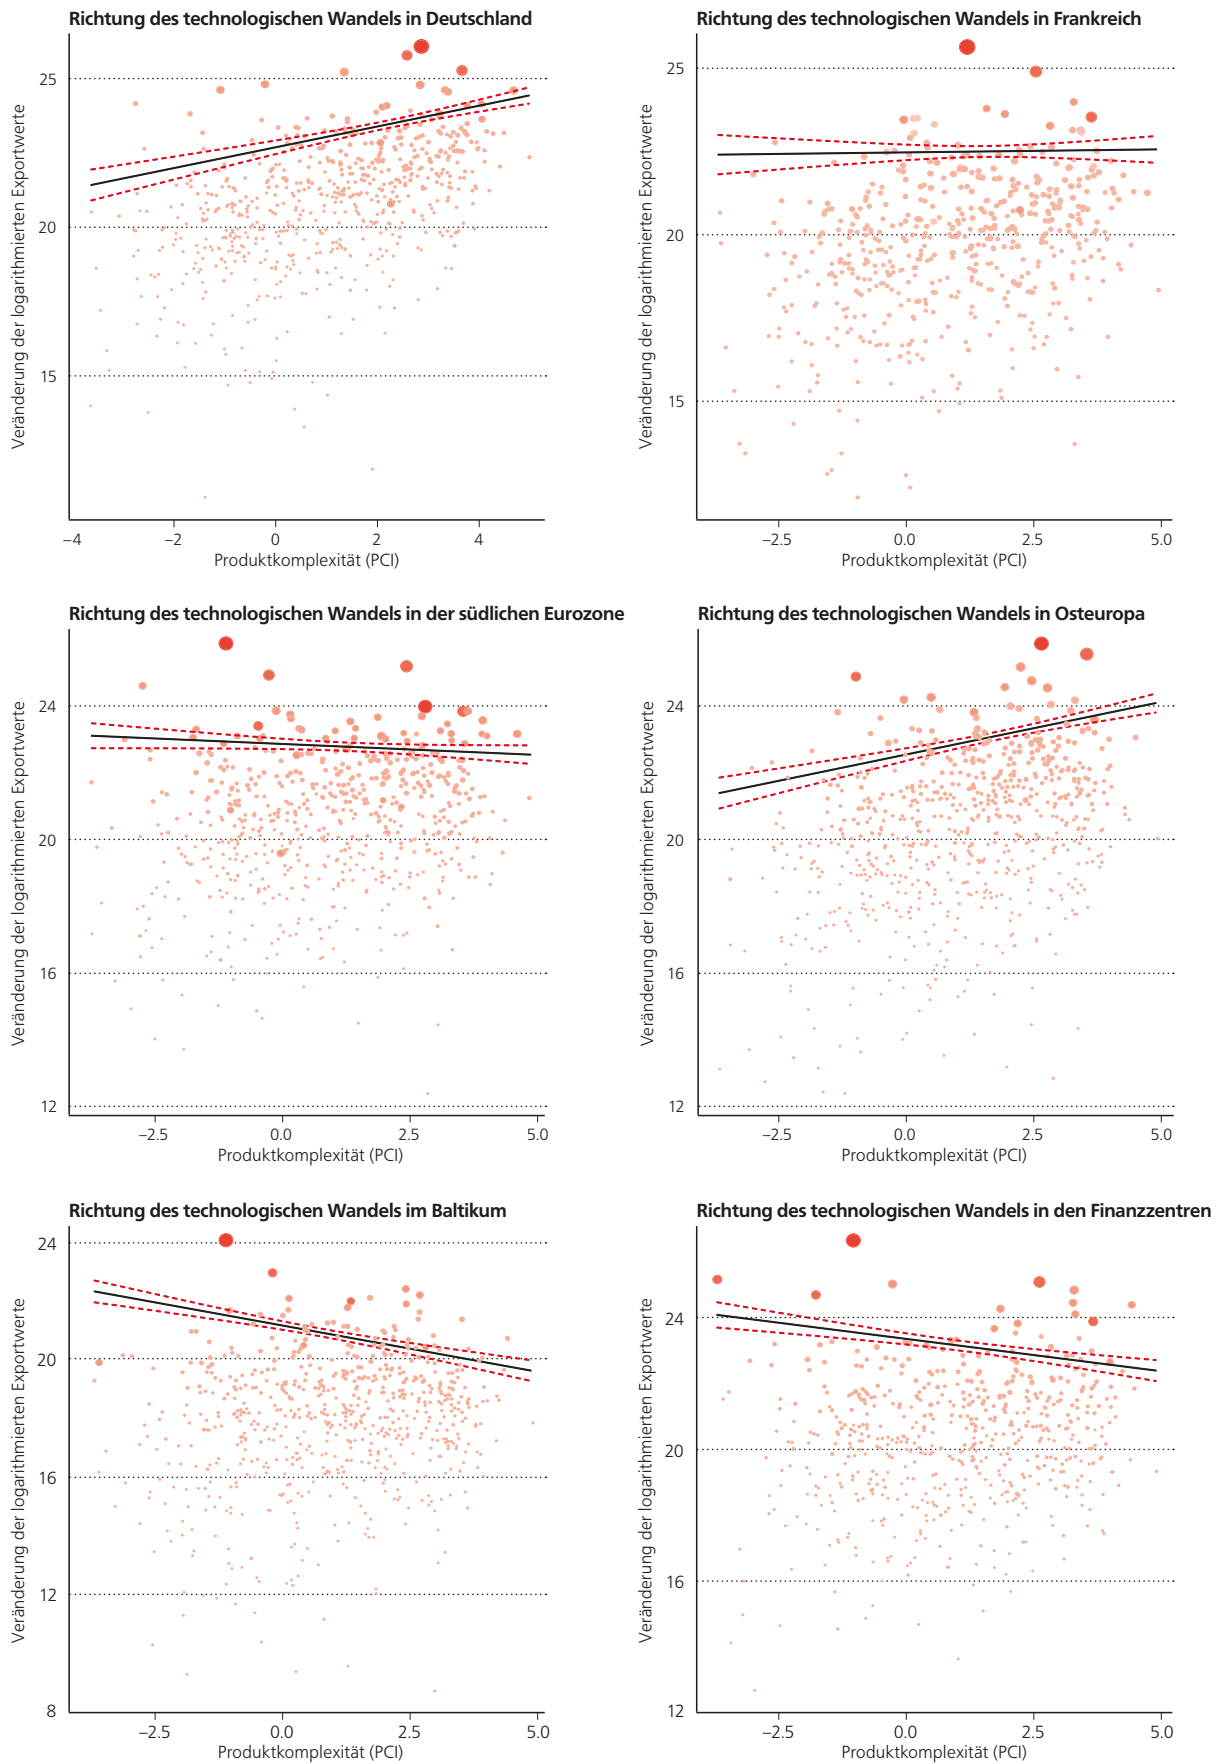 Richtung des technologischen Wandels in Deutschland
Veränderung der logarithmierten Exportwerte
25
20
15
−4
−2
0
2
4
Produktkomplexität (PCI)
Richtung des technologischen Wandels in Frankreich
Veränderung der logarithmierten Exportwerte
25
20
15
−2.5
0.0
2.5
5.0
Produktkomplexität (PCI)
Richtung des technologischen Wandels in der südlichen Eurozone
Veränderung der logarithmierten Exportwerte
24
20
16
12
−2.5
0.0
2.5
5.0
Produktkomplexität (PCI)
Richtung des technologischen Wandels in Osteuropa
Veränderung der logarithmierten Exportwerte
24
20
16
12
−2.5
0.0
2.5
5.0
Produktkomplexität (PCI)
Richtung des technologischen Wandels im Baltikum
Veränderung der logarithmierten Exportwerte
24
22
20
16
12
8
−2.5
0.0
2.5
5.0
Produktkomplexität (PCI)
Richtung des technologischen Wandels in den Finanzzentren
Veränderung der logarithmierten Exportwerte
24
20
16
12
−2.5
0.0
2.5
5.0
Produktkomplexität (PCI)